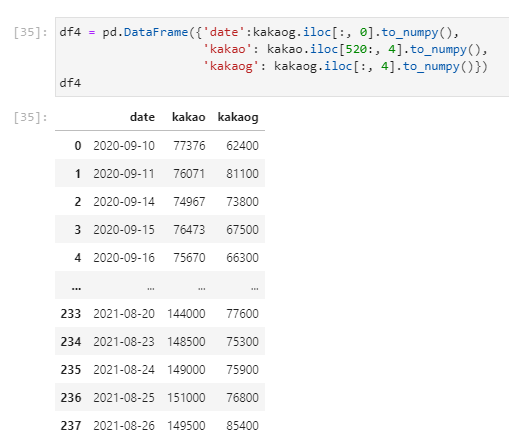 [35]: df4 = pd.DataFrame({'date':kakaog.iloc[:, 0].to_numpy(),
'kakao': kakao.iloc[520:, 4].to_numpy(),
'kakaog': kakaog.iloc[:, 4].to_numpy()})
df4
[35]:
date kakao kakaog
0 2020-09-10 77376 62400
1 2020-09-11 76071 81100
2 2020-09-14 74967 73800
3 2020-09-15 76473 67500
4 2020-09-16 75670 66300
... ... ... ...
233 2021-08-20 144000 77600
234 2021-08-23 148500 75300
235 2021-08-24 149000 75900
236 2021-08-25 151000 76800
237 2021-08-26 149500 85400